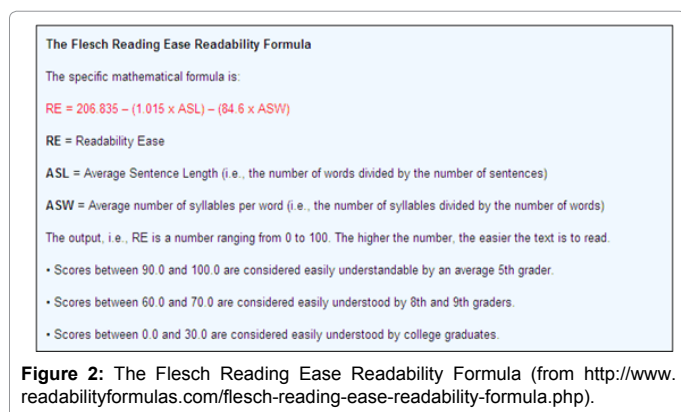 The Flesch Reading Ease Readability Formula
The specific mathematical formula is:
RE = 206.835 – (1.015 x ASL) – (84.6 x ASW)
RE = Readability Ease
ASL = Average Sentence Length (i.e., the number of words divided by the number of sentences)
ASW = Average number of syllables per word (i.e., the number of syllables divided by the number of words)
The output, i.e., RE is a number ranging from 0 to 100. The higher the number, the easier the text is to read.
• Scores between 90.0 and 100.0 are considered easily understandable by an average 5th grader.
• Scores between 60.0 and 70.0 are considered easily understood by 8th and 9th graders.
• Scores between 0.0 and 30.0 are considered easily understood by college graduates.
Figure 2: The Flesch Reading Ease Readability Formula (from http://www.
readabilityformulas.com/flesch-reading-ease-readability-formula.php).